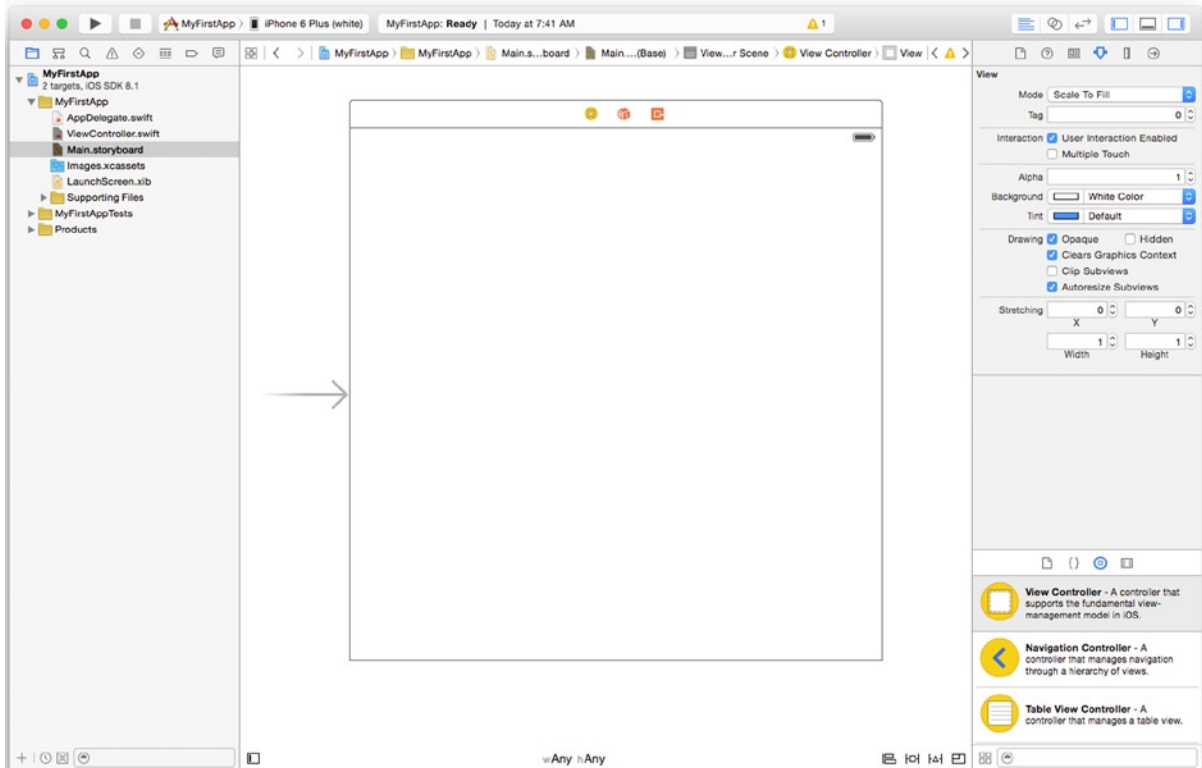 MyFirstApp › iPhone 6 Plus (white)
MyFirstApp: Ready | Today at 7:41 AM
1
MyFirstApp › MyFirstApp › Main.s...board › Main....(Base) › View...r Scene › View Controller › View
MyFirstApp
2 targets, iOS SDK 8.1
MyFirstApp
AppDelegate.swift
ViewController.swift
Main.storyboard
Images.xcassets
LaunchScreen.xib
Supporting Files
MyFirstAppTests
Products
wAny hAny
View
Mode Scale To Fill
Tag 0
Interaction User Interaction Enabled
Multiple Touch
Alpha 1
Background White Color
Tint Default
Drawing Opaque Hidden
Clears Graphics Context
Clip Subviews
Autoresize Subviews
Stretching 0 0
X Y
1 1
Width Height
View Controller - A controller that
supports the fundamental view-
management model in iOS.
Navigation Controller - A
controller that manages navigation
through a hierarchy of views.
Table View Controller - A
controller that manages a table view.